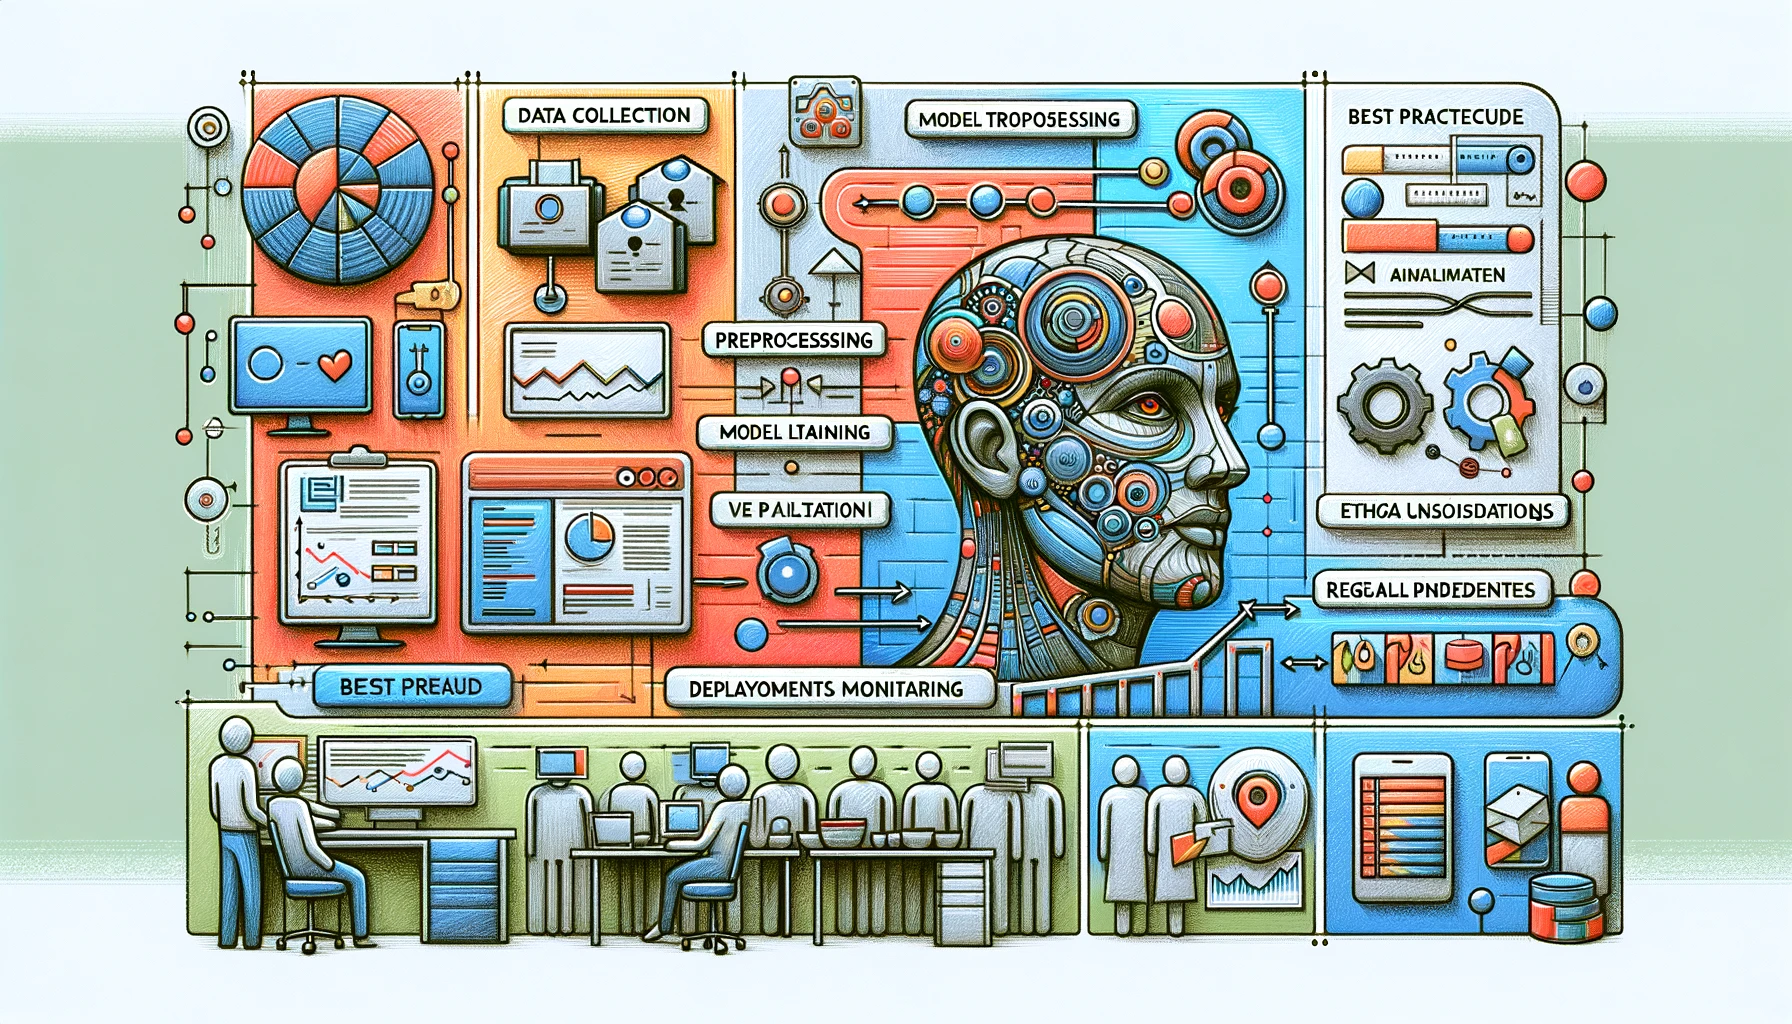 DATA COLLECTION
MODEL TROPOSESSING
BEST PRACTECUDE
AINALIMATEN
PREPROCESSSING
MODEL LTAINING
VE PAILTATIONI
ETHGA LNSOISDATIONS
REGEALL PNDEDENTES
BEST PREAUD
DEPLAYOMENTS MONITARING